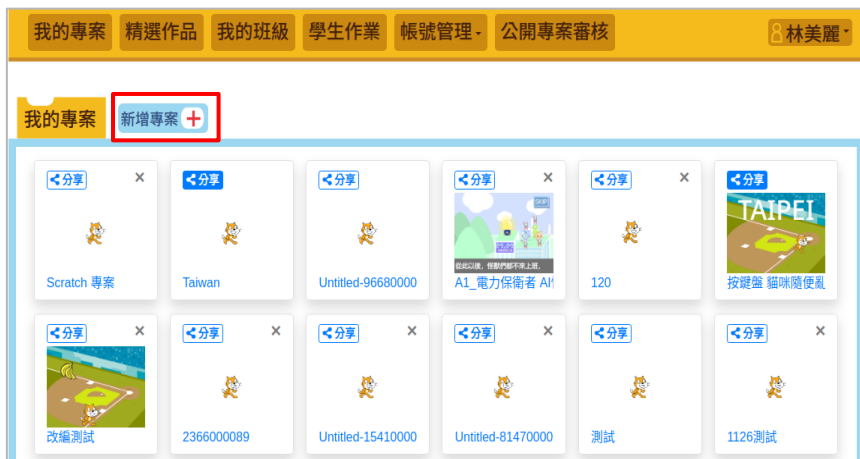 我的專案 精選作品 我的班級 學生作業 帳號管理 公開專案審核 林美麗
我的專案 新增專案
分享 × 分享 分享 分享 × 分享 × 分享
SKIP
TAIPEI
從此以後，怪獸們都不來上班。
Scratch 專案 Taiwan Untitled-96680000 A1_電力保衛者 AI 120 按鍵盤 貓咪隨便亂
分享 × 分享 × 分享 × 分享 × 分享 分享 ×
改編測試 2366000089 Untitled-15410000 Untitled-81470000 測試 1126測試